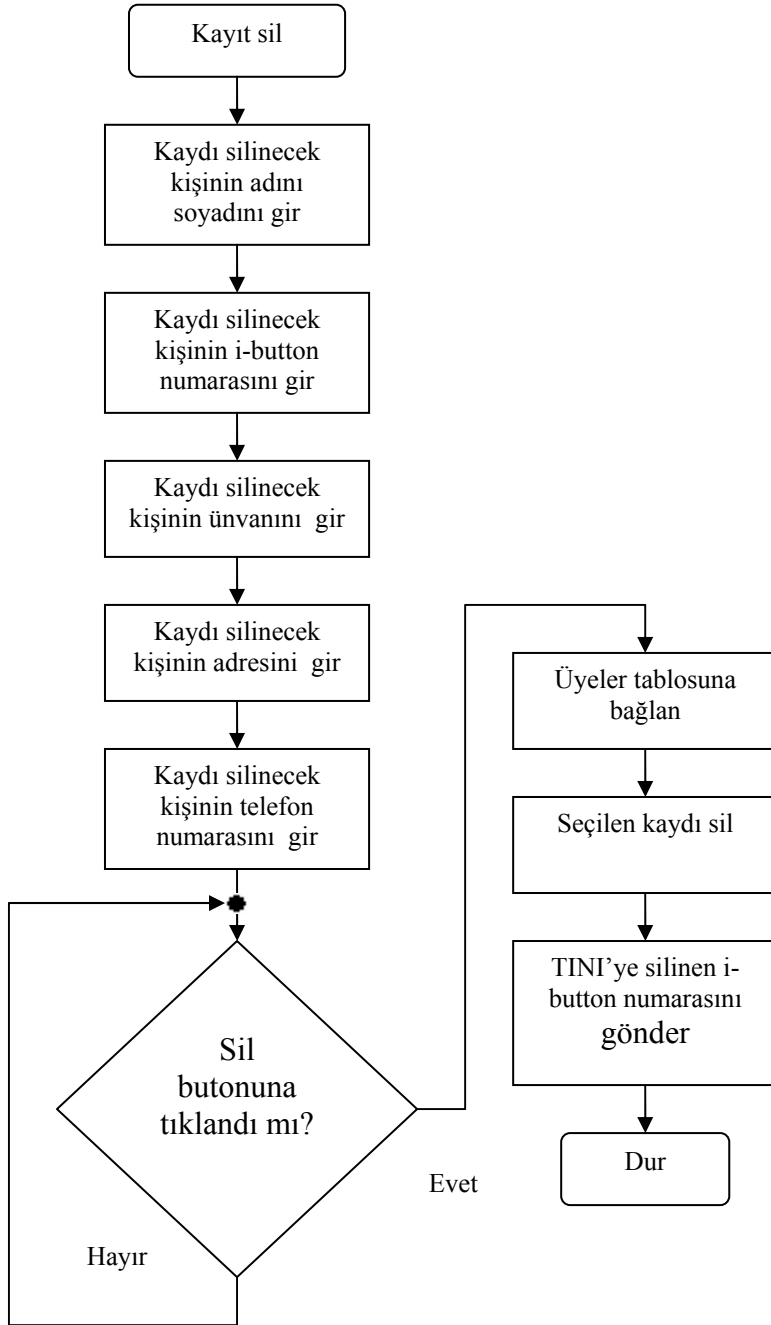 Kayıt sil
Kaydı silinecek
kişinin adını
soyadını gir
Kaydı silinecek
kişinin i-button
numarasını gir
Kaydı silinecek
kişinin ünvanını gir
Kaydı silinecek
kişinin adresini gir
Kaydı silinecek
kişinin telefon
numarasını gir
Sil
butonuna
tıklandı mı?
Hayır
Evet
Üyeler tablosuna
bağlan
Seçilen kaydı sil
TINI’ye silinen i-
button numarasını
gönder
Dur